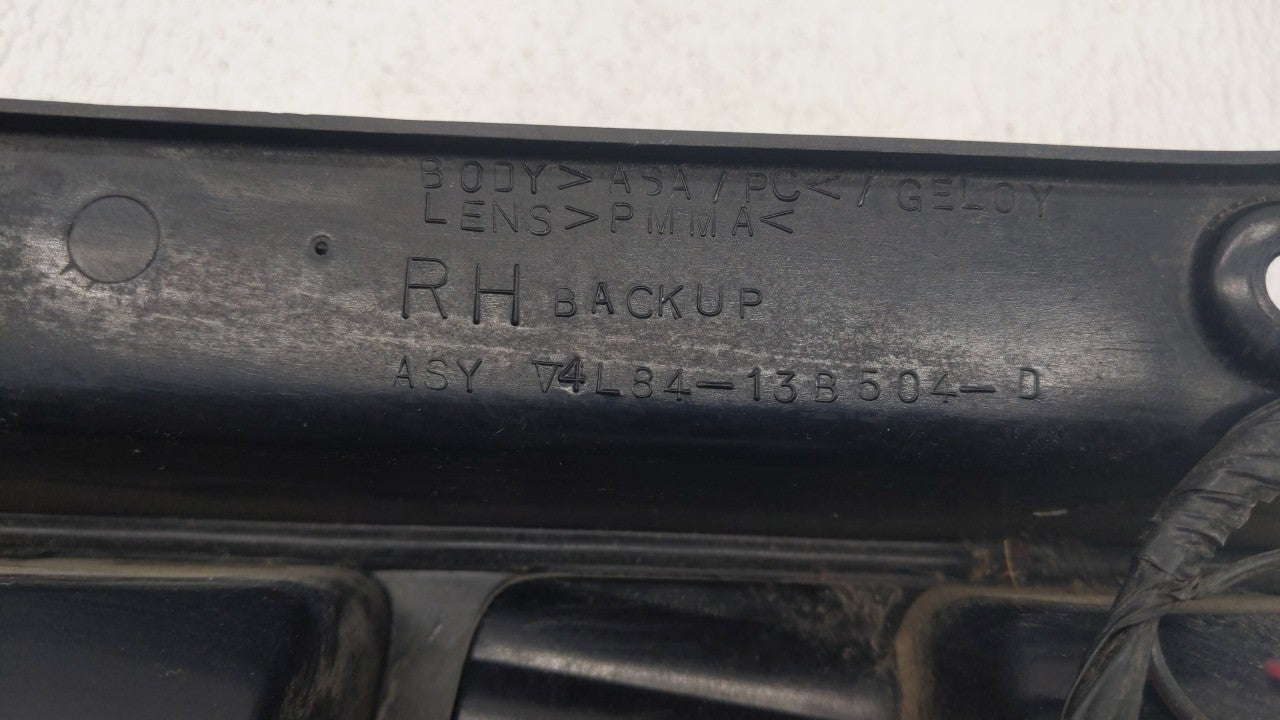 BODY>ASA/PC</GELOY
LENS>PMMA<
RH BACKUP
ASY ▽4L84-13B504-D